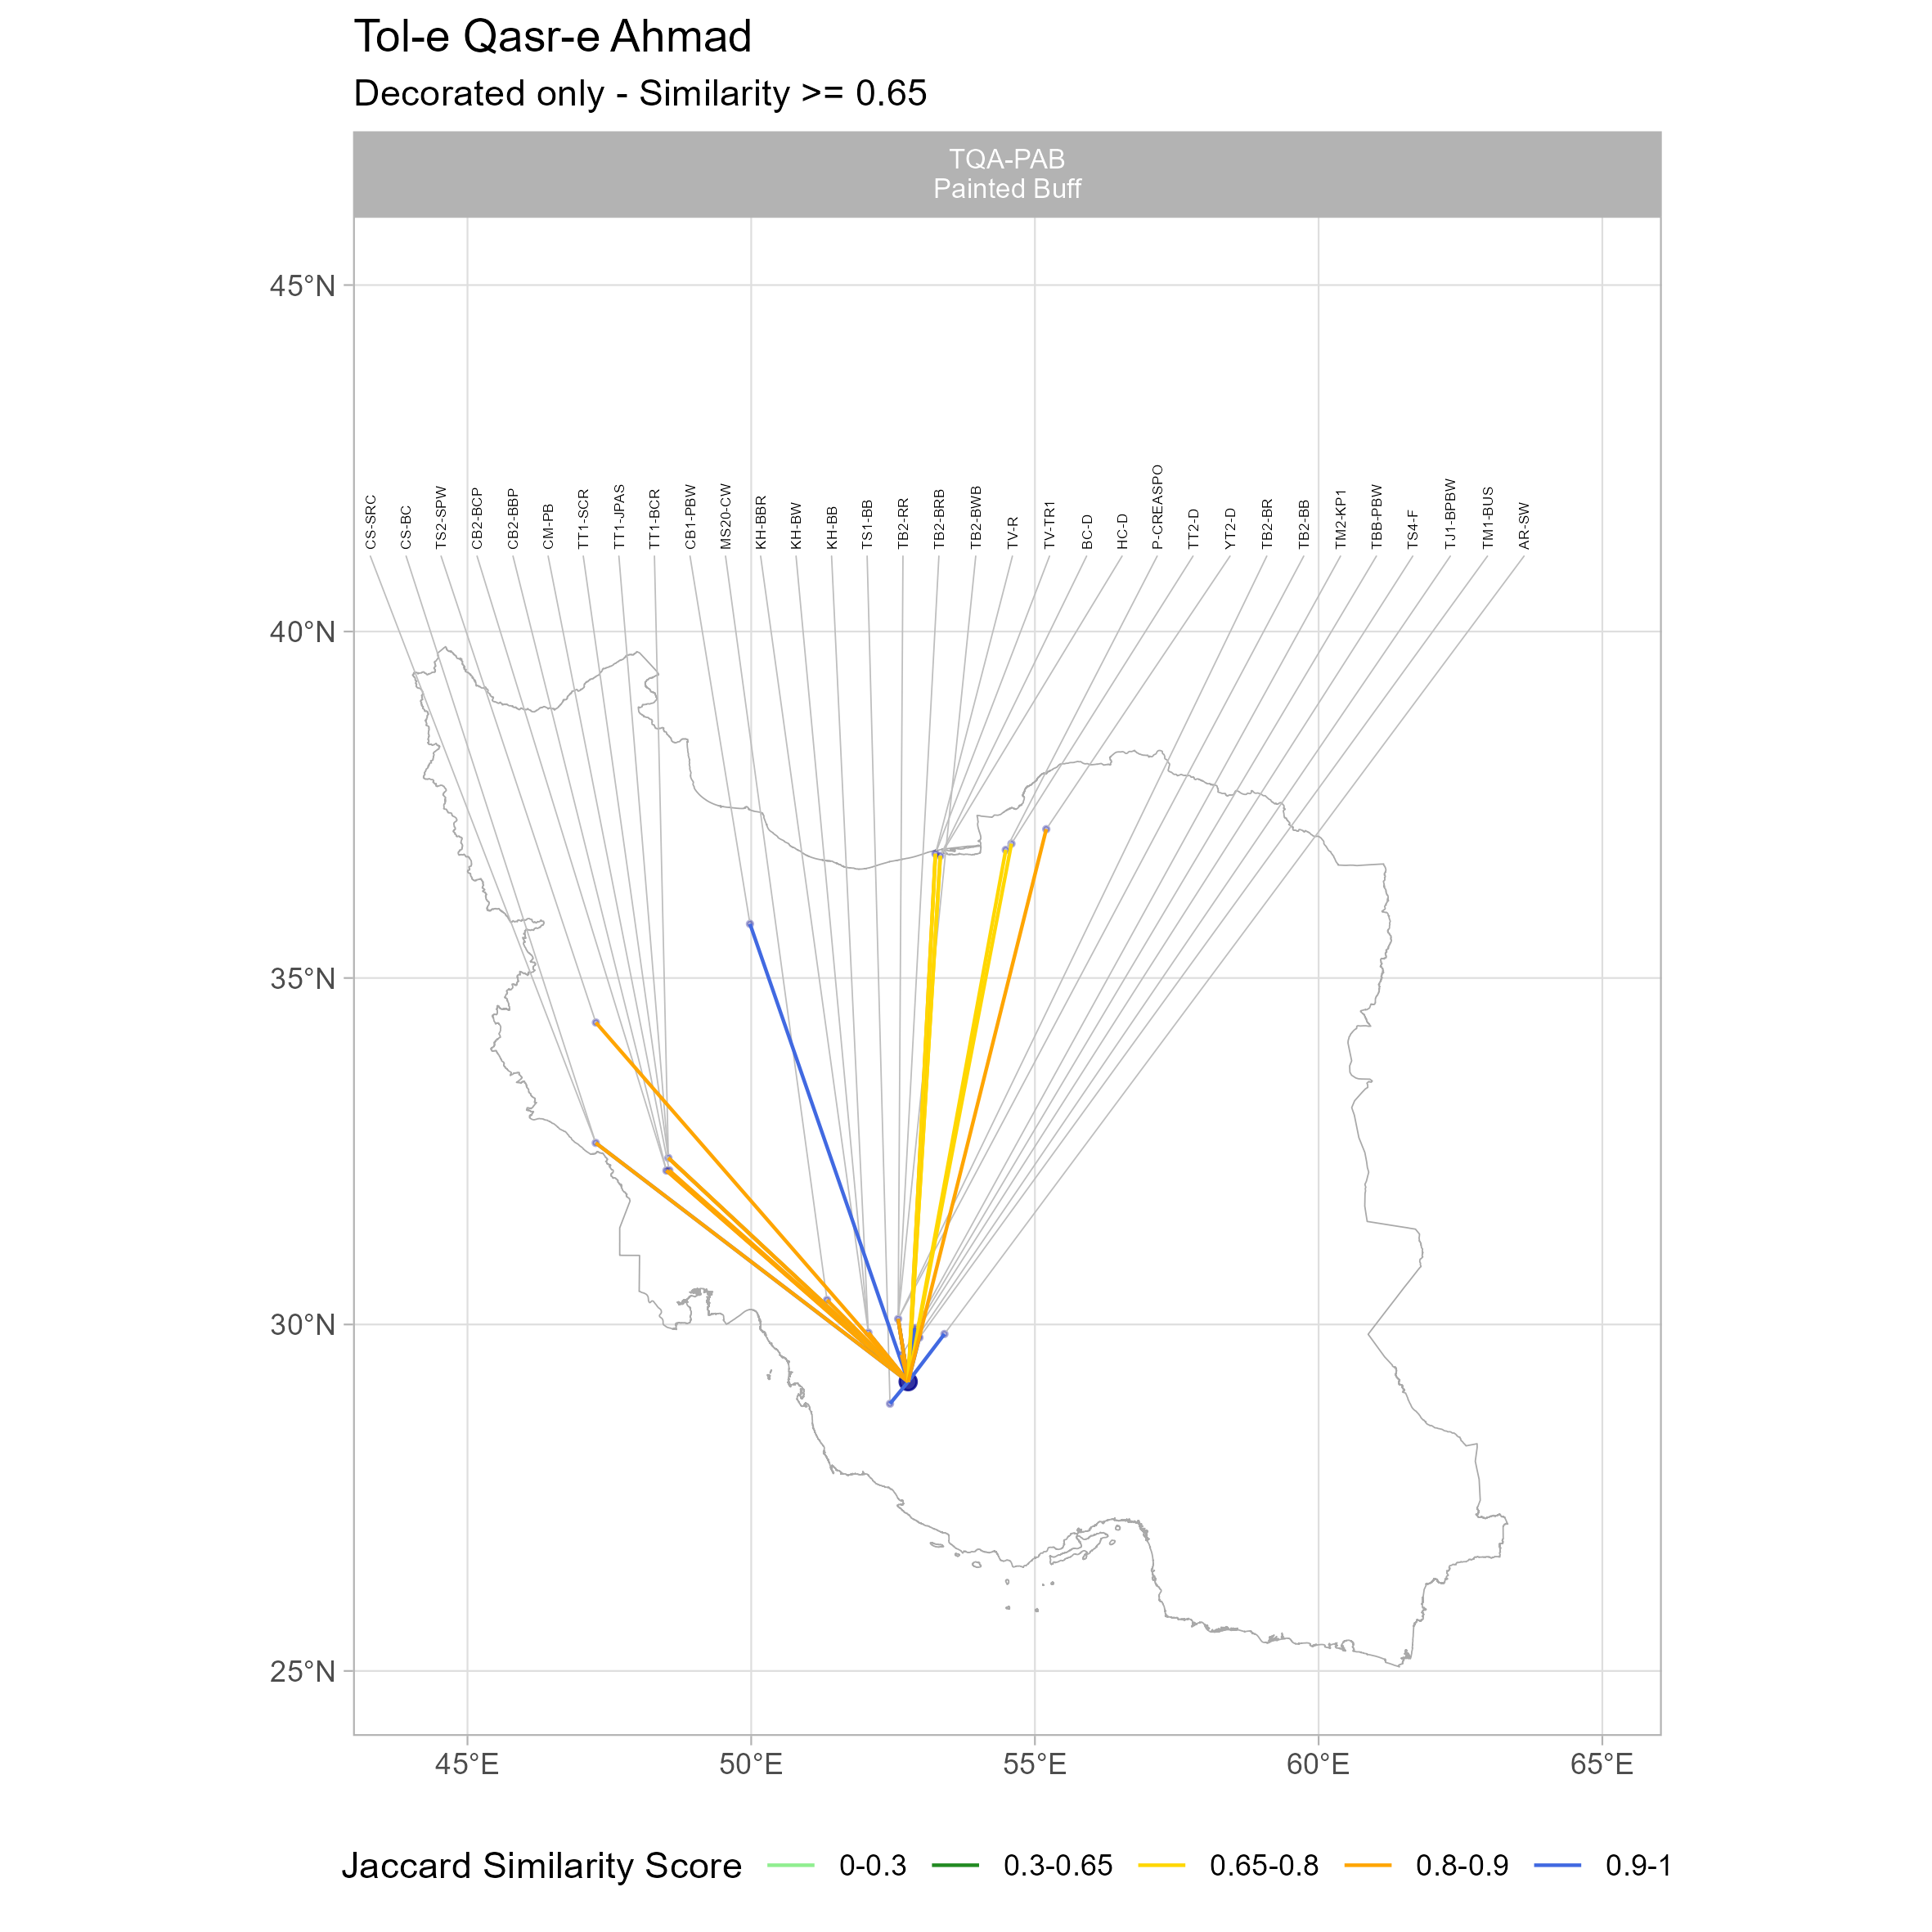 Tol-e Qasr-e Ahmad
Decorated only - Similarity >= 0.65
TQA-PAB
Painted Buff
45°N
40°N
35°N
30°N
25°N
CS-SRC
CS-BC
TS2-SPW
CB2-BCP
CB2-BBP
CM-PB
TT1-SCR
TT1-JPAS
TT1-BCR
CB1-PBW
MS20-CW
KH-BBR
KH-BW
KH-BB
TS1-BB
TB2-RR
TB2-BRB
TB2-BWB
TV-R
TV-TR1
BC-D
HC-D
P-CREASPO
TT2-D
YT2-D
TB2-BR
TB2-BB
TM2-KP1
TBB-PBW
TS4-F
TJ1-BPBW
TM1-BUS
AR-SW
45°E 50°E 55°E 60°E 65°E
Jaccard Similarity Score 0-0.3 0.3-0.65 0.65-0.8 0.8-0.9 0.9-1